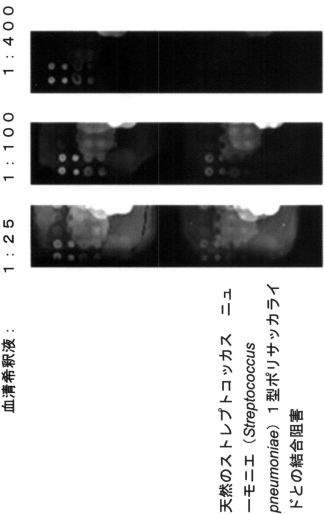 血清希釈液：
1：25
1：100
1：400
天然のストレプトコッカス　ニュ
ーモニエ（Streptococcus
pneumoniae）1型ポリサッカライ
ドとの結合阻害